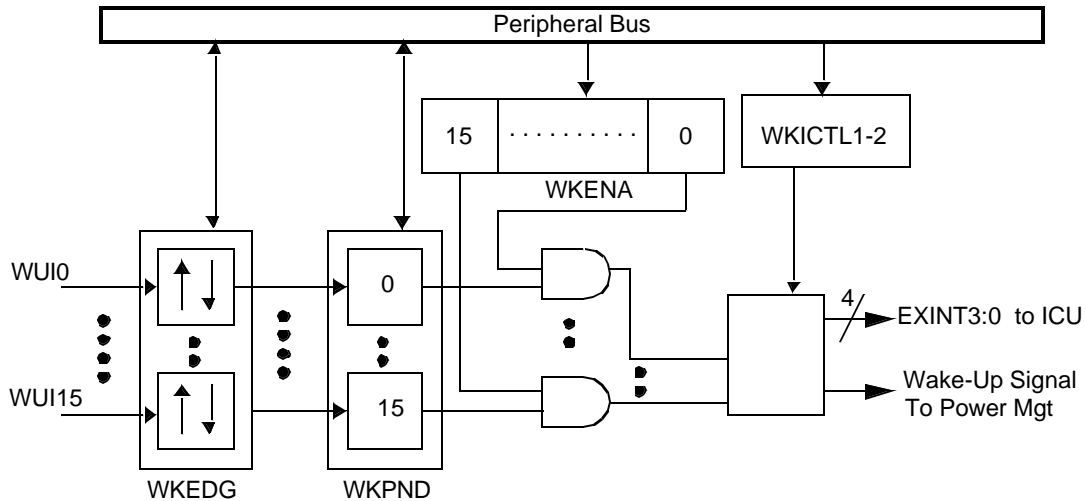 Peripheral Bus
15 . . . . . . . . . . 0
WKICTL1-2
WKENA
WUI0
0
4
EXINT3:0 to ICU
WUI15
15
Wake-Up Signal
To Power Mgt
WKEDG
WKPND